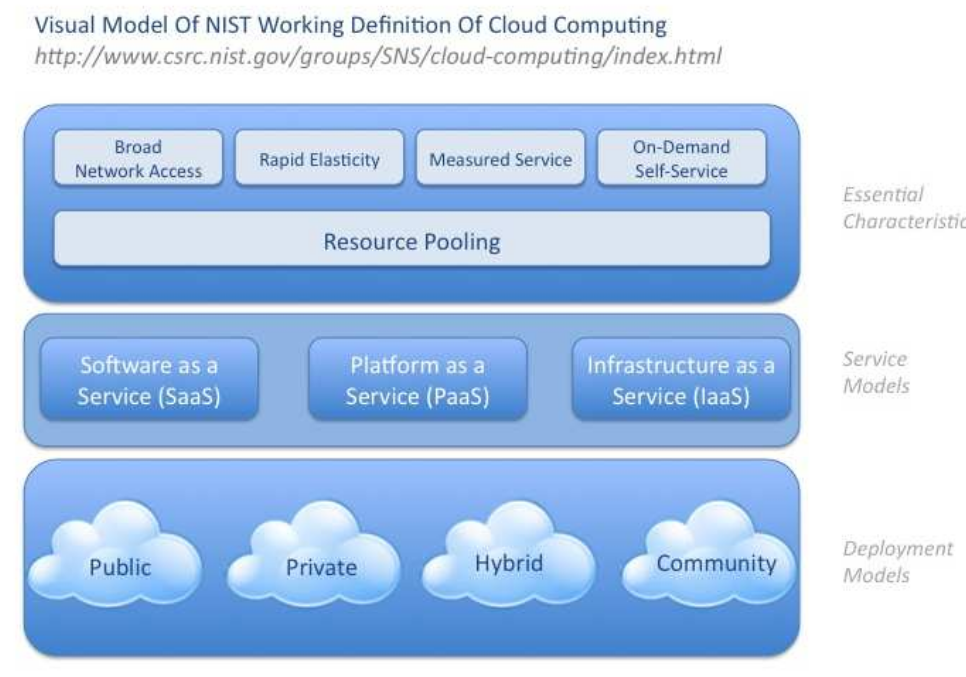 Visual Model Of NIST Working Definition Of Cloud Computing
http://www.csrc.nist.gov/groups/SNS/cloud-computing/index.html
Broad
Network Access
Rapid Elasticity
Measured Service
On-Demand
Self-Service
Resource Pooling
Essential
Characteristic
Software as a
Service (SaaS)
Platform as a
Service (PaaS)
Infrastructure as a
Service (IaaS)
Service
Models
Public
Private
Hybrid
Community
Deployment
Models